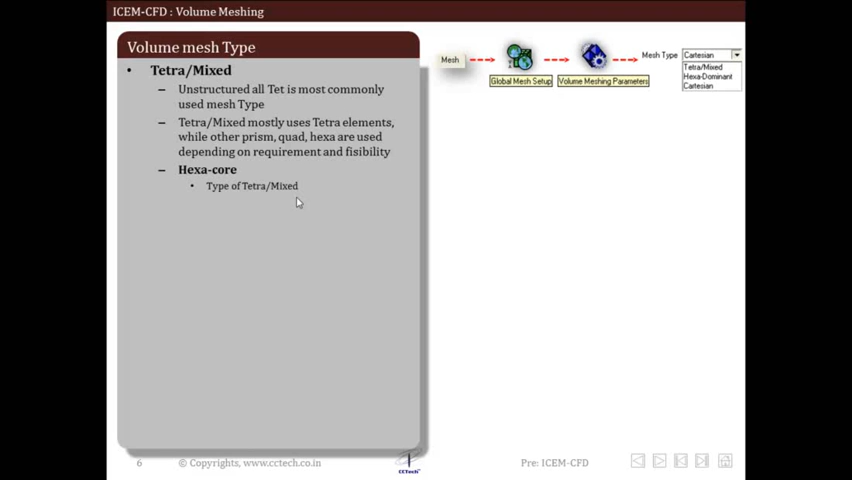 ICEM-CFD : Volume Meshing
Volume mesh Type
• Tetra/Mixed
– Unstructured all Tet is most commonly
used mesh Type
– Tetra/Mixed mostly uses Tetra elements,
while other prism, quad, hexa are used
depending on requirement and fisibility
– Hexa-core
• Type of Tetra/Mixed
Mesh
Global Mesh Setup
Volume Meshing Parameters
Mesh Type
Cartesian
Tetra/Mixed
Hexa-Dominant
Cartesian
6
© Copyrights, www.cctech.co.in
CCTech
Pre: ICEM-CFD